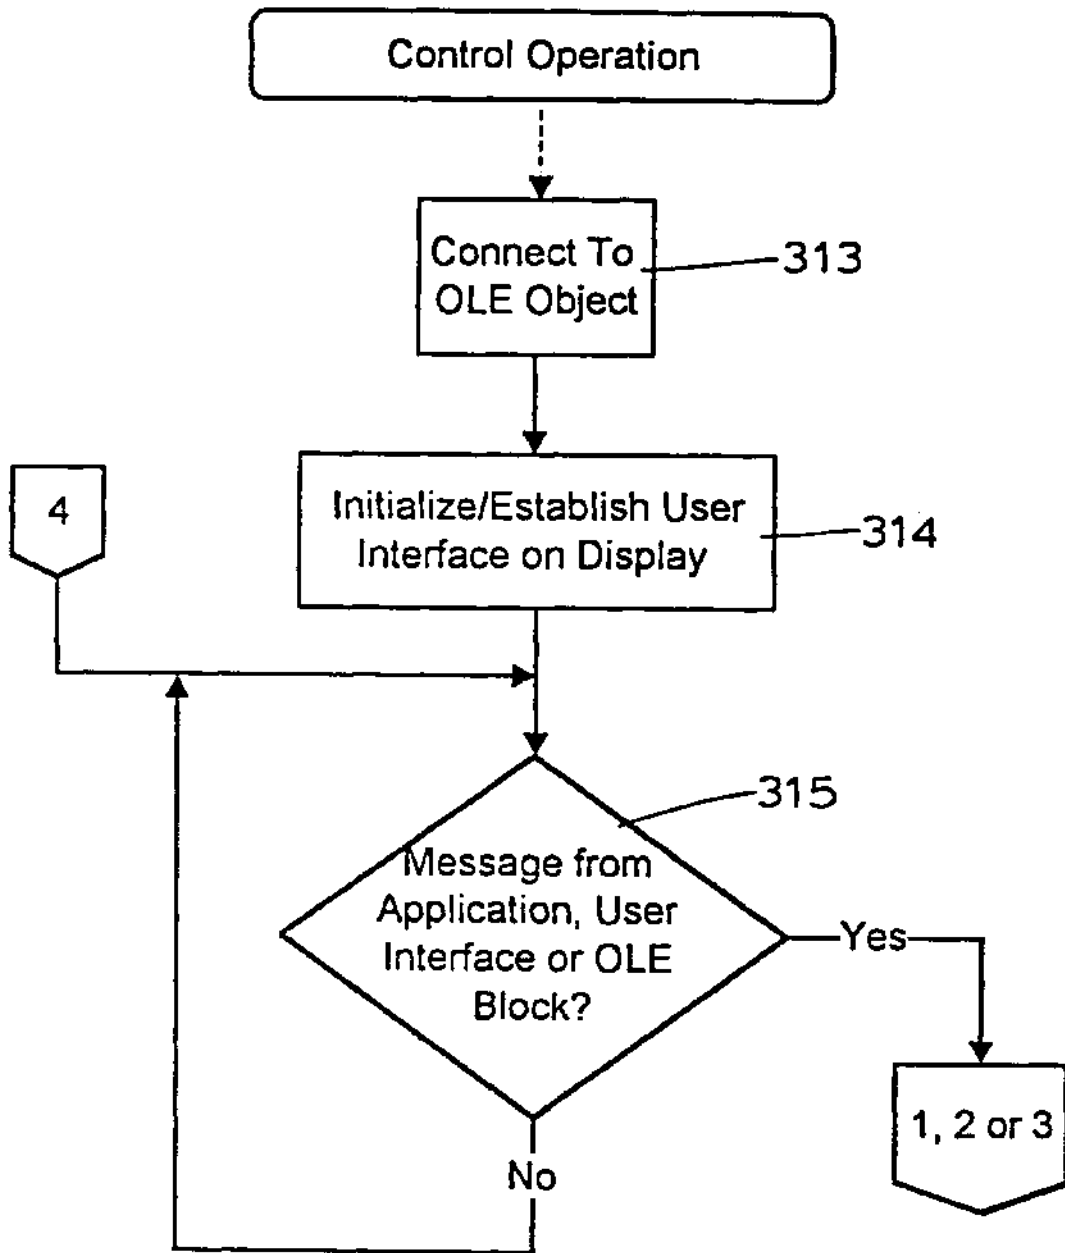 Control Operation
Connect To
OLE Object
313
Initialize/Establish User
Interface on Display
314
4
315
Message from
Application, User
Interface or OLE
Block?
Yes
1, 2 or 3
No